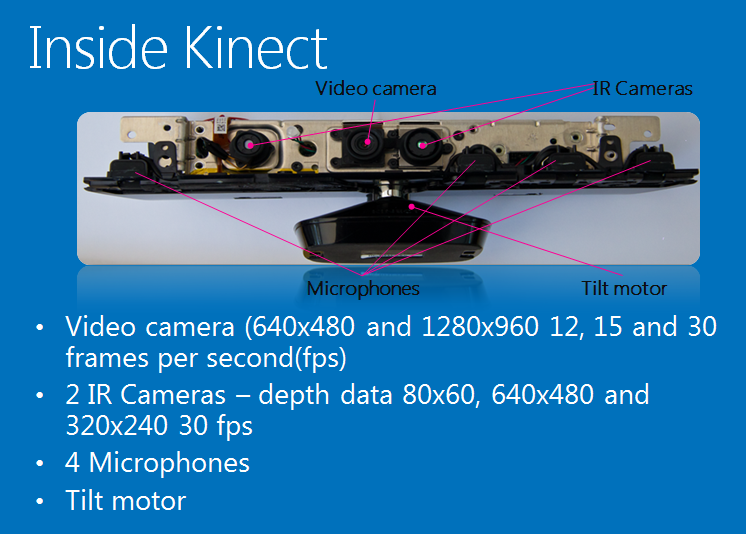 Inside Kinect
Video camera
IR Cameras
Microphones
Tilt motor
• Video camera (640x480 and 1280x960 12, 15 and 30
frames per second(fps)
• 2 IR Cameras – depth data 80x60, 640x480 and
320x240 30 fps
• 4 Microphones
• Tilt motor